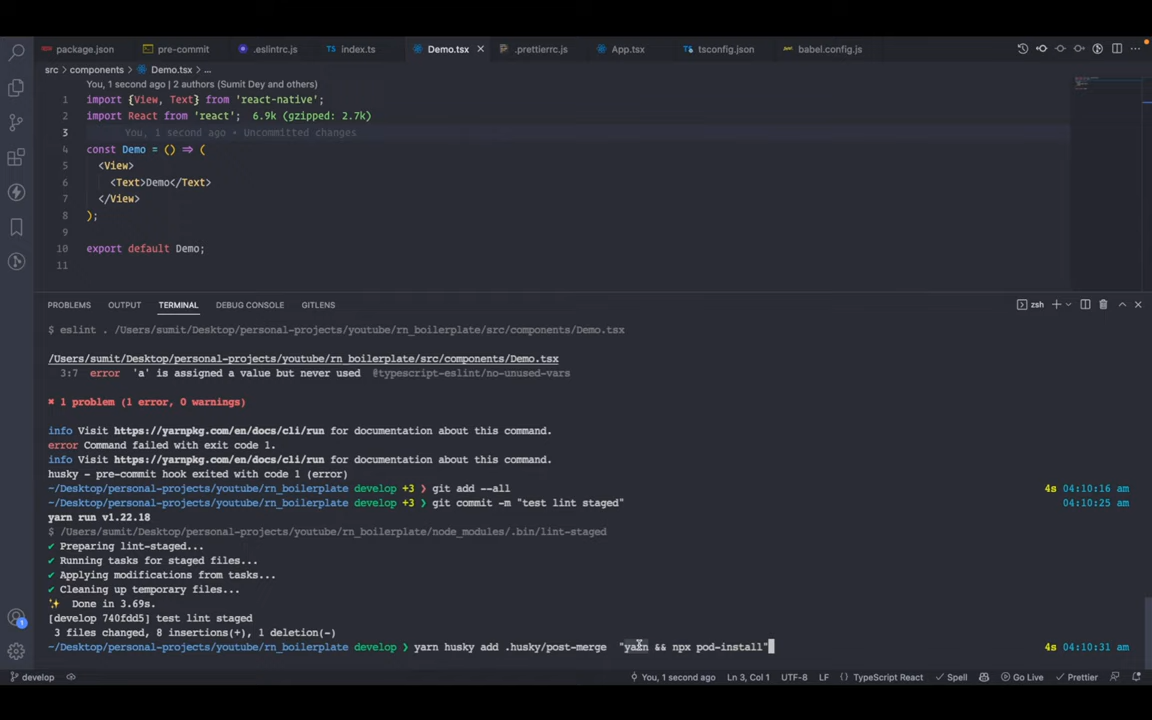 package.json pre-commit .eslintrc.js index.ts Demo.tsx .prettierrc.js App.tsx tsconfig.json babel.config.js
src > components > Demo.tsx > ...
You, 1 second ago | 2 authors (Sumit Dey and others)
1 import {View, Text} from 'react-native';
2 import React from 'react'; 6.9k (gzipped: 2.7k)
3 You, 1 second ago • Uncommitted changes
4 const Demo = () => (
5 <View>
6 <Text>Demo</Text>
7 </View>
8 );
9
10 export default Demo;
11
PROBLEMS OUTPUT TERMINAL DEBUG CONSOLE GITLENS zsh
$ eslint . /Users/sumit/Desktop/personal-projects/youtube/rn_boilerplate/src/components/Demo.tsx
/Users/sumit/Desktop/personal-projects/youtube/rn_boilerplate/src/components/Demo.tsx
3:7 error 'a' is assigned a value but never used @typescript-eslint/no-unused-vars
✖ 1 problem (1 error, 0 warnings)
info Visit https://yarnpkg.com/en/docs/cli/run for documentation about this command.
error Command failed with exit code 1.
info Visit https://yarnpkg.com/en/docs/cli/run for documentation about this command.
husky - pre-commit hook exited with code 1 (error)
~/Desktop/personal-projects/youtube/rn_boilerplate develop +3 ❯ git add --all 4s 04:10:16 am
~/Desktop/personal-projects/youtube/rn_boilerplate develop +3 ❯ git commit -m "test lint staged" 04:10:25 am
yarn run v1.22.18
$ /Users/sumit/Desktop/personal-projects/youtube/rn_boilerplate/node_modules/.bin/lint-staged
✔ Preparing lint-staged...
✔ Running tasks for staged files...
✔ Applying modifications from tasks...
✔ Cleaning up temporary files...
✨ Done in 3.69s.
[develop 740fdd5] test lint staged
3 files changed, 8 insertions(+), 1 deletion(-)
~/Desktop/personal-projects/youtube/rn_boilerplate develop ❯ yarn husky add .husky/post-merge "yarn && npx pod-install" 4s 04:10:31 am
1
develop You, 1 second ago Ln 3, Col 1 UTF-8 LF {} TypeScript React Spell Go Live Prettier